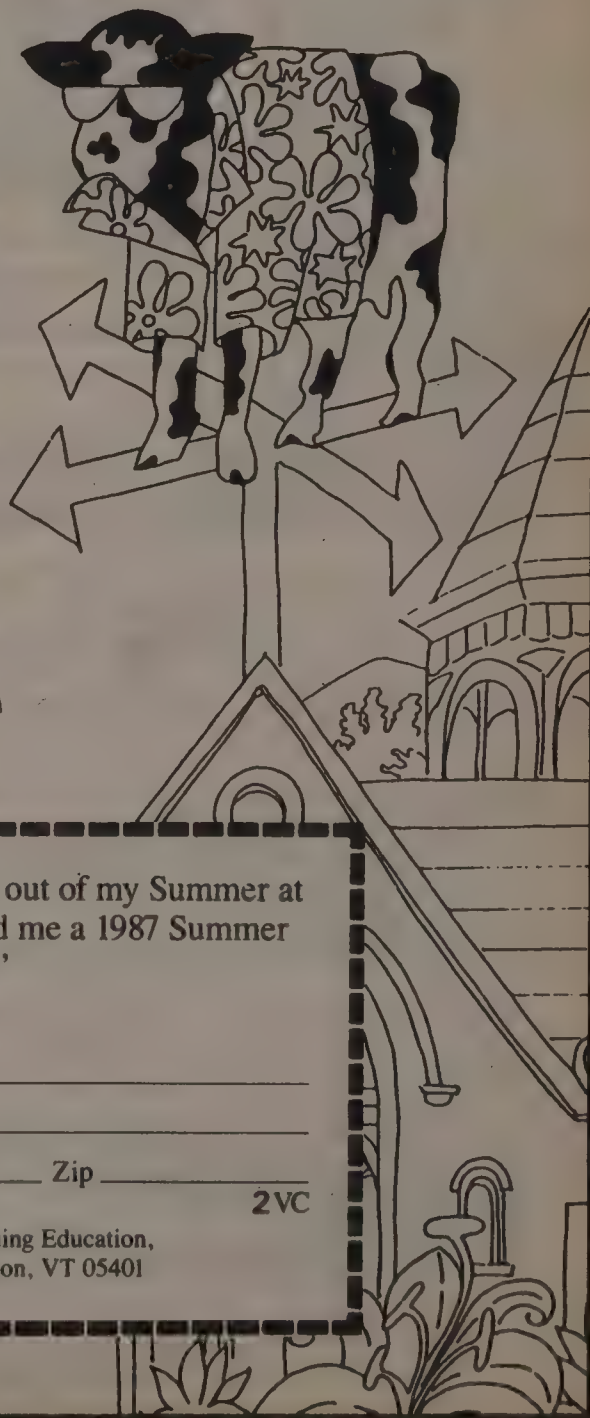 out of my Summer at
me a 1987 Summer
Zip
2VC
ing Education,
on, VT 05401